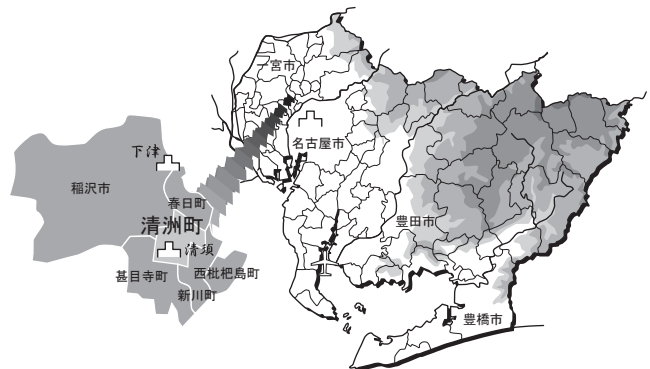 一宮市
名古屋市
下津
稲沢市
春日町
清洲町
清須
豊田市
甚目寺町
西枇杷島町
新川町
豊橋市